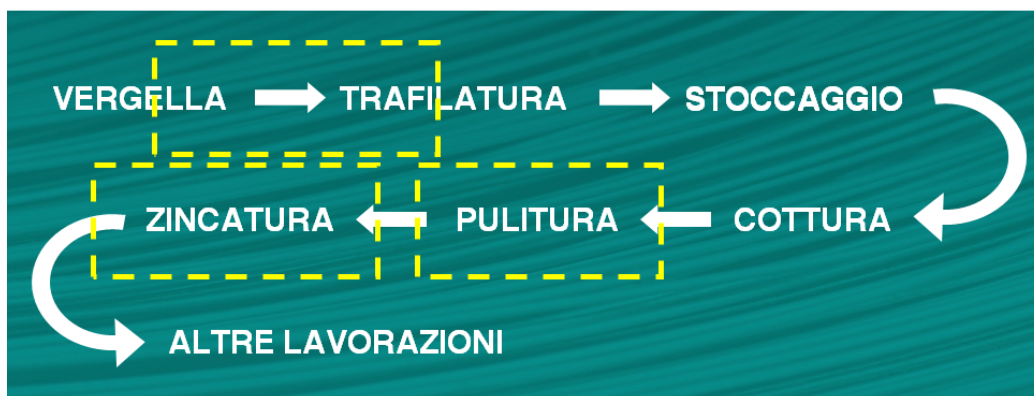 VERGELLA TRAFILATURA STOCCAGGIO
ZINCATURA PULITURA COTTURA
ALTRE LAVORAZIONI